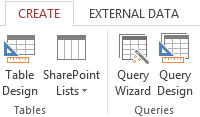 CREATE EXTERNAL DATA
Table Design SharePoint Lists Query Wizard Query Design
Tables Queries